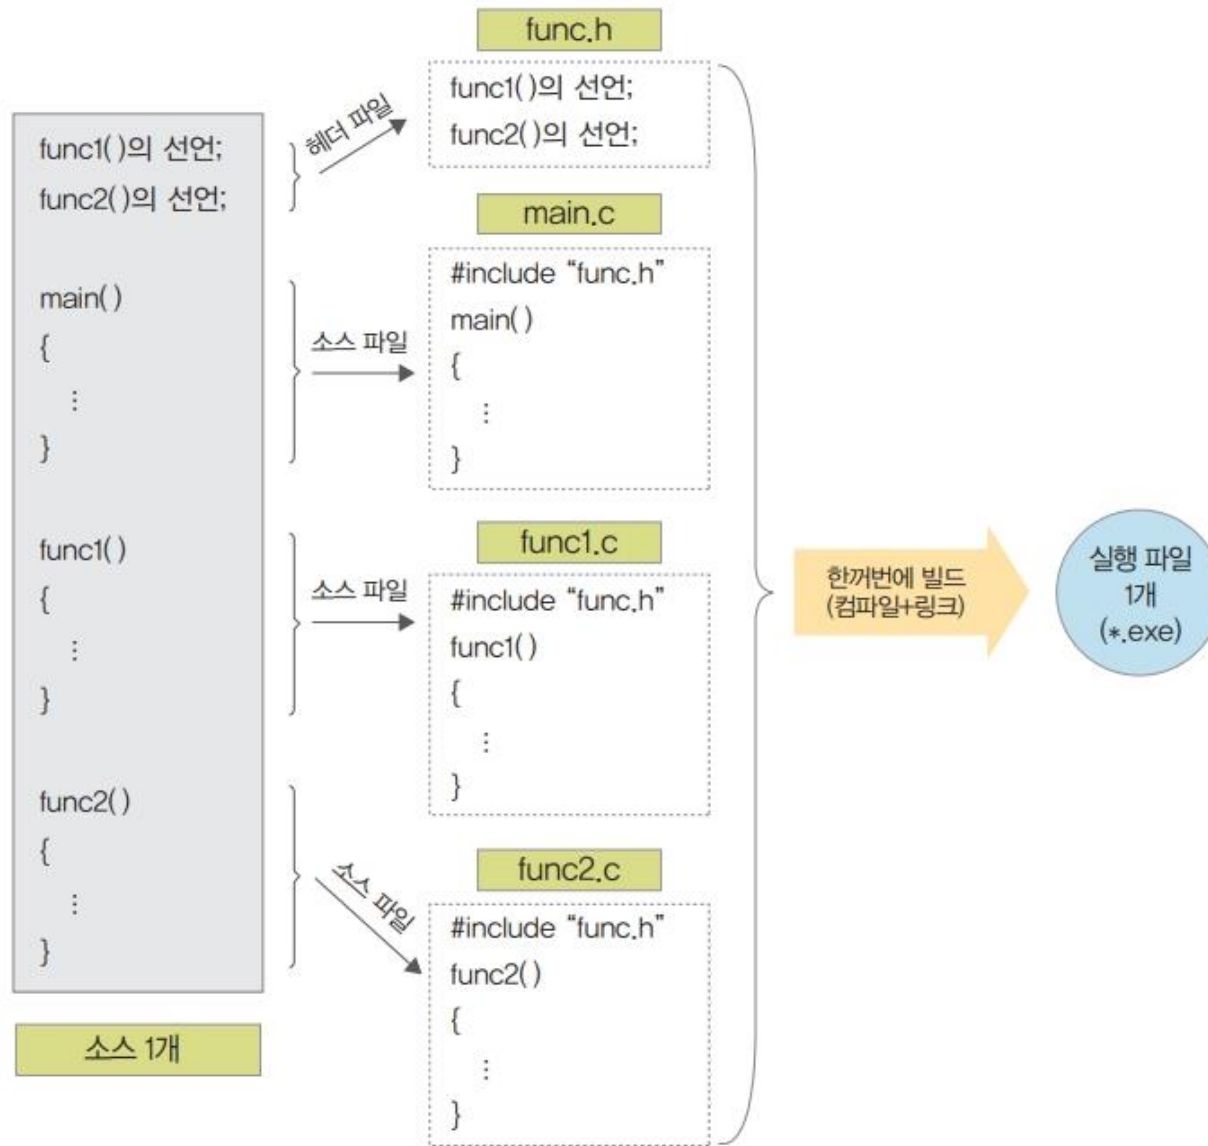 func1( )의 선언;
func2( )의 선언;
main( )
{
⋮
}
func1( )
{
⋮
}
func2( )
{
⋮
}
소스 1개
헤더 파일
소스 파일
소스 파일
소스 파일
func.h
func1( )의 선언;
func2( )의 선언;
main.c
#include “func.h”
main( )
{
⋮
}
func1.c
#include “func.h”
func1( )
{
⋮
}
func2.c
#include “func.h”
func2( )
{
⋮
}
한꺼번에 빌드
(컴파일+링크)
실행 파일
1개
(*.exe)